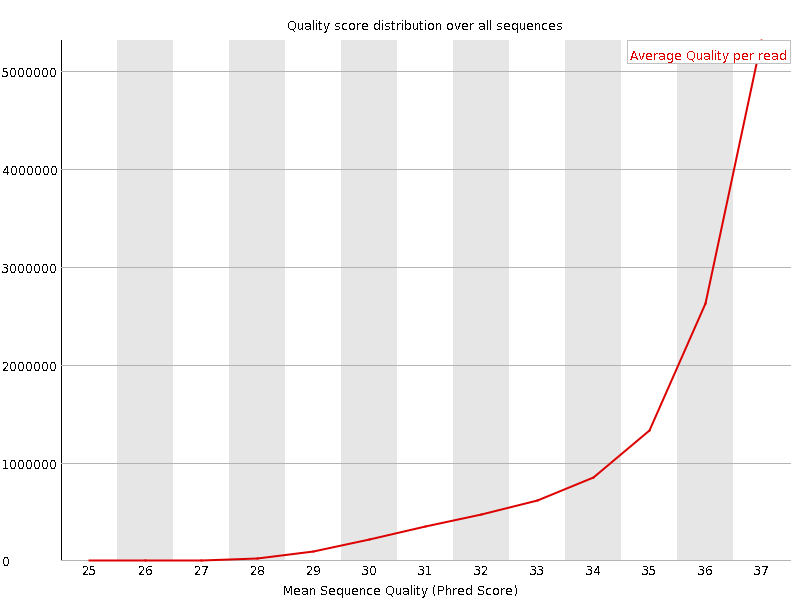 Quality score distribution over all sequences
Average Quality per read
5000000
4000000
3000000
2000000
1000000
0
25 26 27 28 29 30 31 32 33 34 35 36 37
Mean Sequence Quality (Phred Score)